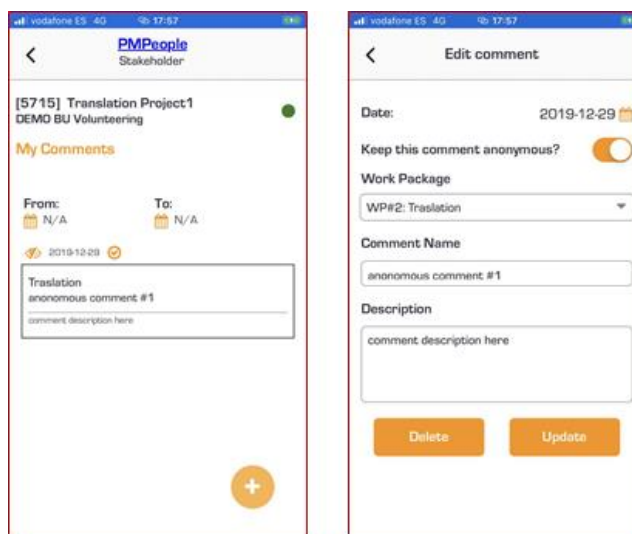 vodafone ES 4G 17:57
PMPeople
Stakeholder
[5715] Translation Project1
DEMO BU Volunteering
My Comments
From: To:
N/A N/A
2019-12-29
Traslation
anonomous comment #1
comment description here
+
vodafone ES 4G 17:57
Edit comment
Date: 2019-12-29
Keep this comment anonymous?
Work Package
WP#2: Traslation
Comment Name
anonomous comment #1
Description
comment description here
Delete Update